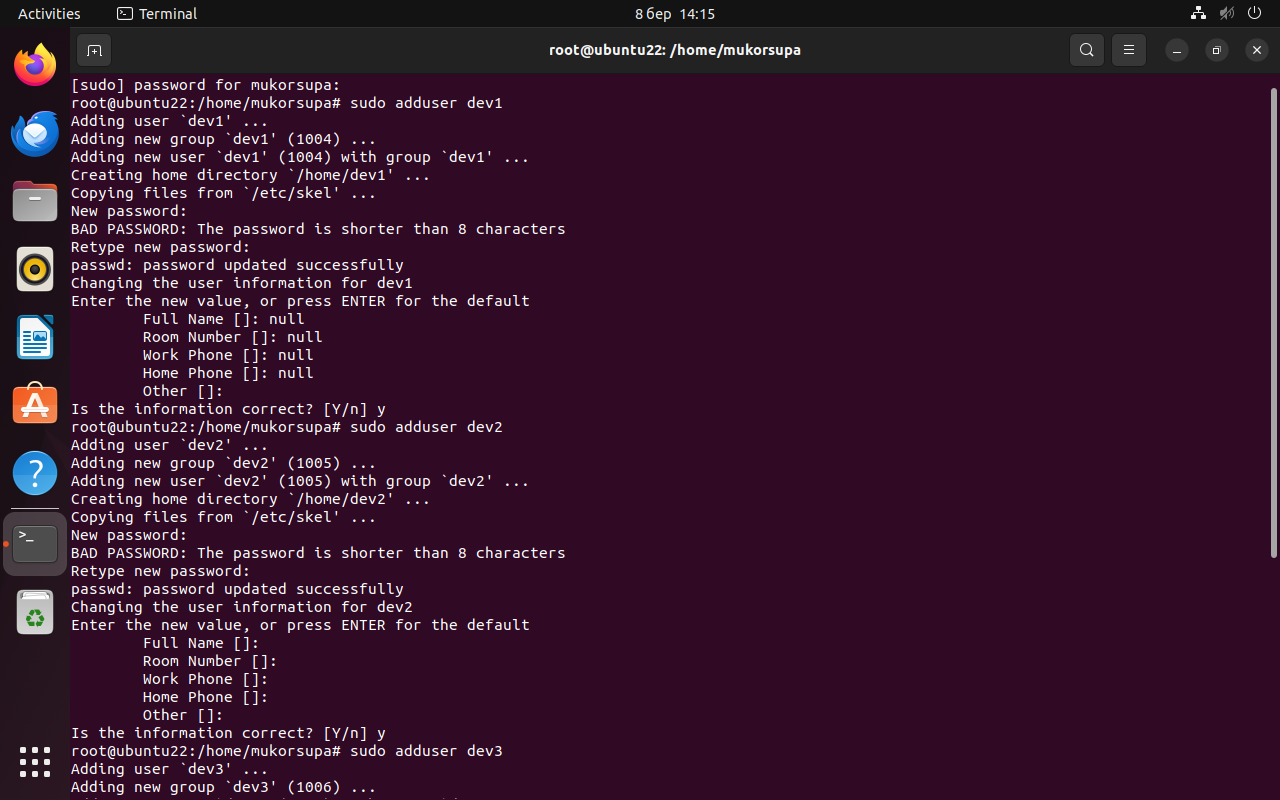 Activities
Terminal
8 бер 14:15
root@ubuntu22: /home/mukorsupa
[sudo] password for mukorsupa:
root@ubuntu22:/home/mukorsupa# sudo adduser dev1
Adding user `dev1' ...
Adding new group `dev1' (1004) ...
Adding new user `dev1' (1004) with group `dev1' ...
Creating home directory `/home/dev1' ...
Copying files from `/etc/skel' ...
New password:
BAD PASSWORD: The password is shorter than 8 characters
Retype new password:
passwd: password updated successfully
Changing the user information for dev1
Enter the new value, or press ENTER for the default
Full Name []: null
Room Number []: null
Work Phone []: null
Home Phone []: null
Other []:
Is the information correct? [Y/n] y
root@ubuntu22:/home/mukorsupa# sudo adduser dev2
Adding user `dev2' ...
Adding new group `dev2' (1005) ...
Adding new user `dev2' (1005) with group `dev2' ...
Creating home directory `/home/dev2' ...
Copying files from `/etc/skel' ...
New password:
BAD PASSWORD: The password is shorter than 8 characters
Retype new password:
passwd: password updated successfully
Changing the user information for dev2
Enter the new value, or press ENTER for the default
Full Name []:
Room Number []:
Work Phone []:
Home Phone []:
Other []:
Is the information correct? [Y/n] y
root@ubuntu22:/home/mukorsupa# sudo adduser dev3
Adding user `dev3' ...
Adding new group `dev3' (1006) ...